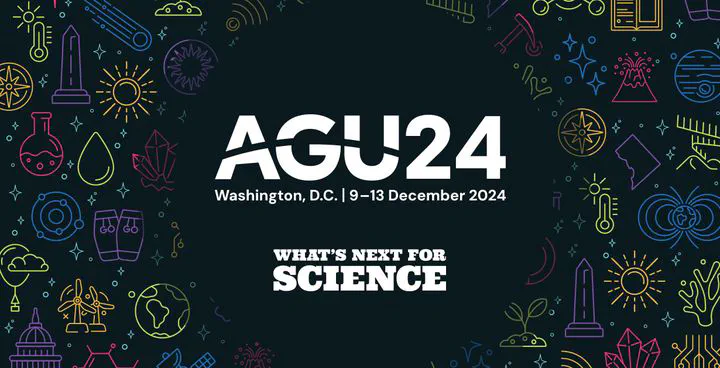 AGU24
Washington, D.C. | 9–13 December 2024
WHAT'S NEXT FOR
SCIENCE